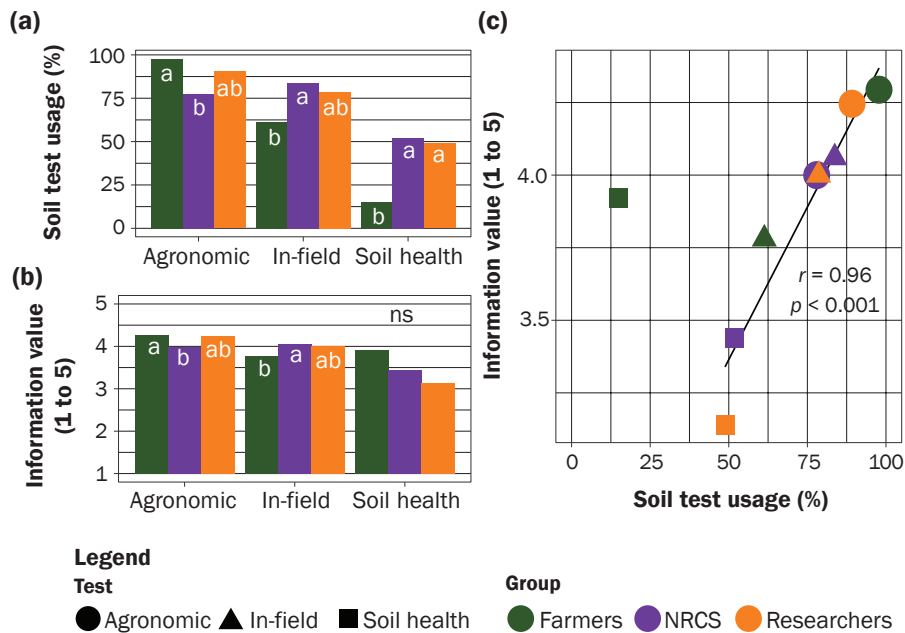 (a)
Soil test usage (%)
100
75
50
25
0
a
b
ab
b
a
ab
b
a
a
Agronomic In-field Soil health
(b)
Information value
(1 to 5)
5
4
3
2
1
ns
a
b
ab
b
a
ab
Agronomic In-field Soil health
(c)
Information value (1 to 5)
4.0
3.5
r = 0.96
p < 0.001
0 25 50 75 100
Soil test usage (%)
Legend
Test
Agronomic In-field Soil health
Group
Farmers NRCS Researchers